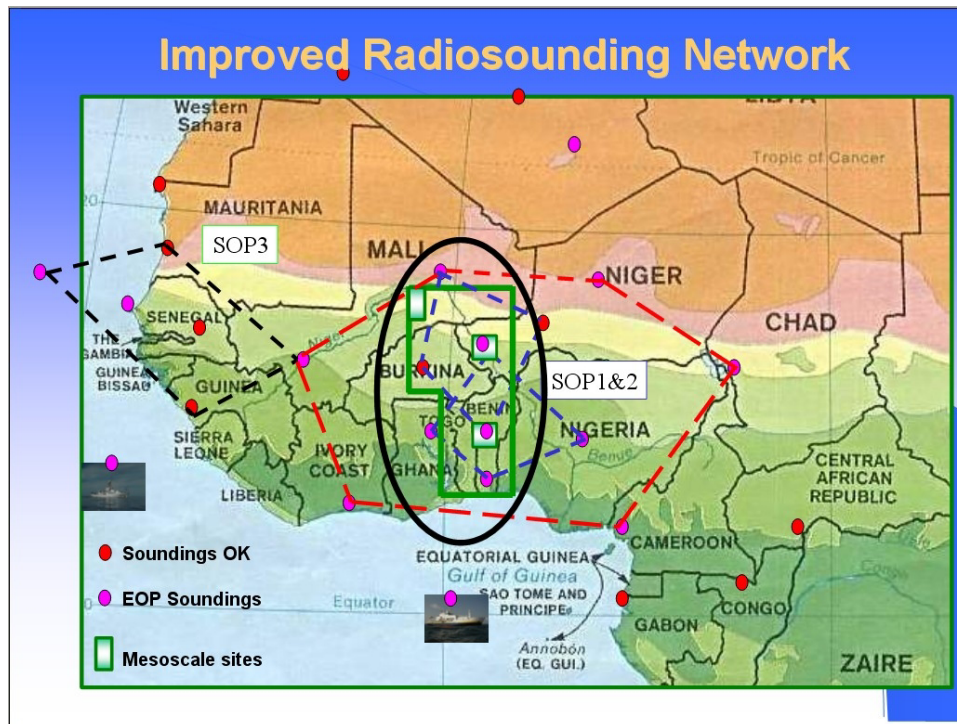 Improved Radiosounding Network
Western
Sahara
LIBYA
Tropic of Cancer
20
MAURITANIA
SOP3
MALI
NIGER
CHAD
SENEGAL
THE
GAMBIA
GUINEA
BISSAU
Niger
GUINEA
BURKINA
SOP1&2
BENIN
TOGO
NIGERIA
Benue
SIERRA
LEONE
IVORY
COAST
GHANA
CENTRAL
AFRICAN
REPUBLIC
LIBERIA
Soundings OK
EQUATORIAL GUINEA
CAMEROON
Gulf of Guinea
Congo
EOP Soundings
Equator
SAO TOME AND
PRINCIPE
CONGO
GABON
Annobón
(EQ. GUI.)
Mesoscale sites
ZAIRE